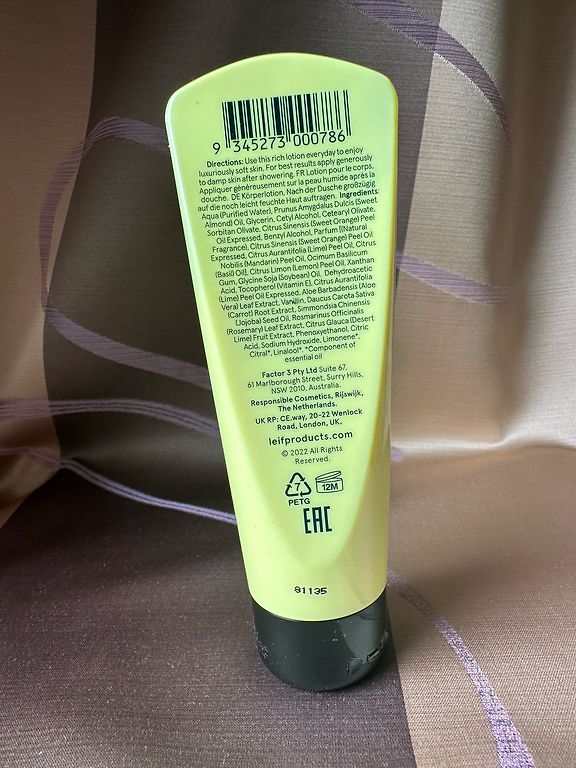 9 345273 000786
Directions: Use this rich lotion everyday to enjoy
luxuriously soft skin. For best results apply generously
to damp skin after showering. FR Lotion pour le corps.
Appliquer généreusement sur la peau humide après la
douche. DE Körperlotion. Nach der Dusche großzügig
auf die noch leicht feuchte Haut auftragen. Ingredients:
Aqua (Purified Water), Prunus Amygdalus Dulcis (Sweet
Almond) Oil, Glycerin, Cetyl Alcohol, Cetearyl Olivate,
Sorbitan Olivate, Citrus Sinensis (Sweet Orange) Peel
Oil Expressed, Benzyl Alcohol, Parfum [(Natural
Fragrance), Citrus Sinensis (Sweet Orange) Peel Oil
Expressed, Citrus Aurantifolia (Lime) Peel Oil, Citrus
Nobilis (Mandarin) Peel Oil, Ocimum Basilicum
(Basil) Oil], Citrus Limon (Lemon) Peel Oil, Xanthan
Gum, Glycine Soja (Soybean) Oil, Dehydroacetic
Acid, Tocopherol (Vitamin E), Citrus Aurantifolia
(Lime) Peel Oil Expressed, Aloe Barbadensis (Aloe
Vera) Leaf Extract, Vanillin, Daucus Carota Sativa
(Carrot) Root Extract, Simmondsia Chinensis
(Jojoba) Seed Oil, Rosmarinus Officinalis
(Rosemary) Leaf Extract, Citrus Glauca (Desert
Lime) Fruit Extract, Phenoxyethanol, Citric
Acid, Sodium Hydroxide, Limonene*,
Citral*, Linalool*. *Component of
essential oil
Factor 3 Pty Ltd Suite 67,
61 Marlborough Street, Surry Hills,
NSW 2010, Australia.
Responsible Cosmetics, Rijswijk,
The Netherlands.
UK RP: CE.way, 20-22 Wenlock
Road, London, UK.
leifproducts.com
© 2022 All Rights
Reserved.
7 12M
PETG
EAC
81135